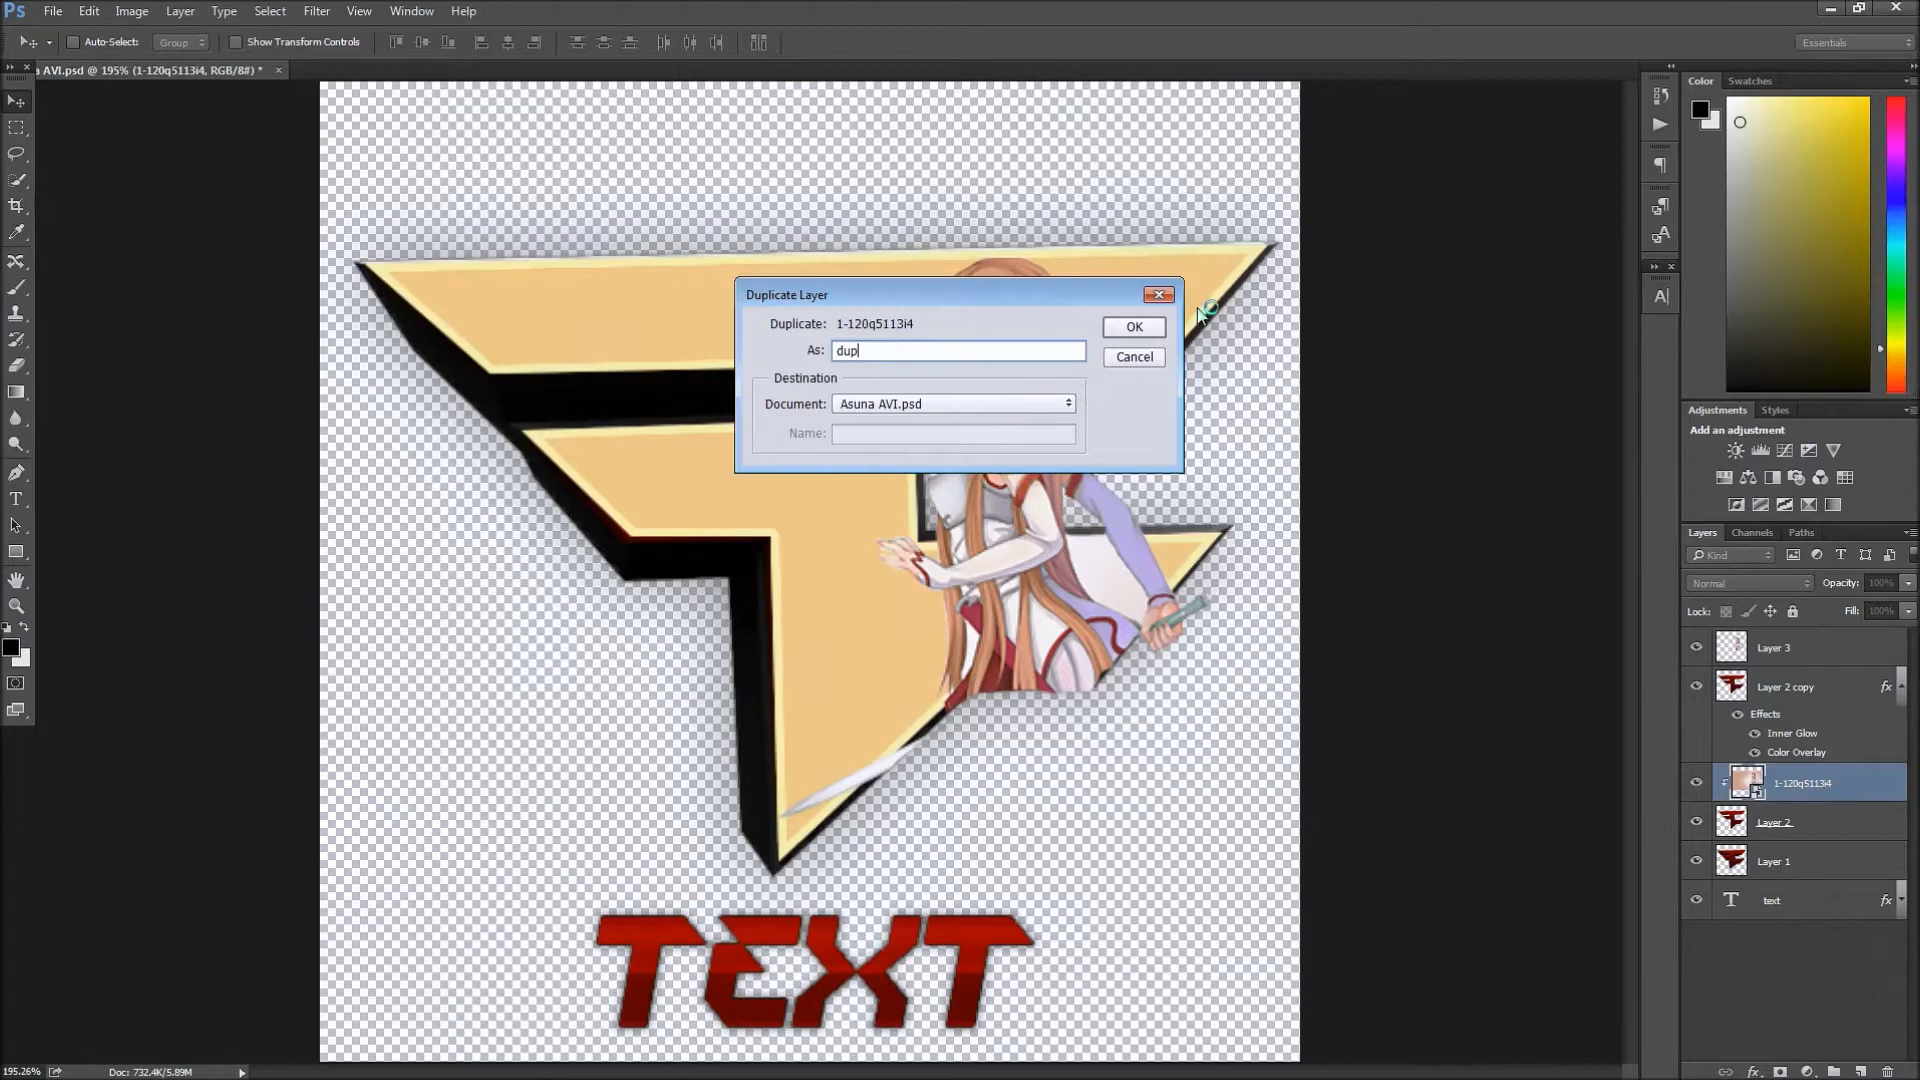 Ps File Edit Image Layer Type Select Filter View Window Help
Auto-Select: Group Show Transform Controls Essentials
a AVI.psd @ 195% (1-120q5113i4, RGB/8#) *
Color Swatches
Duplicate Layer
Duplicate: 1-120q5113i4 OK
As: dup
Cancel
Destination
Document: Asuna AVI.psd
Name:
Adjustments Styles
Add an adjustment
Layers Channels Paths
Kind
Normal Opacity: 100%
Lock: Fill: 100%
Layer 3
Layer 2 copy fx
Effects
Inner Glow
Color Overlay
1-120q5113i4
Layer 2
Layer 1
T text fx
TEXT
195.26% Doc: 732.4K/5.89M